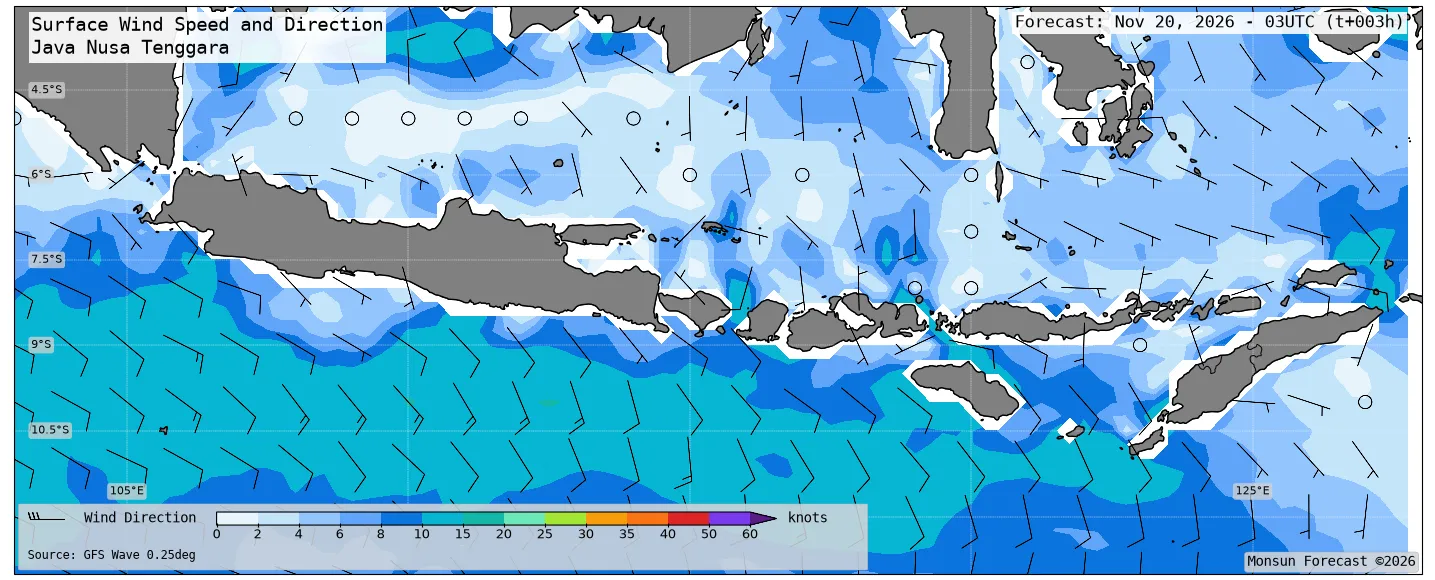 Surface Wind Speed and Direction
Java Nusa Tenggara
Forecast: Nov 20, 2026 - 03UTC (t+003h)
4.5°S
6°S
7.5°S
9°S
10.5°S
105°E
125°E
Wind Direction
0 2 4 6 8 10 15 20 25 30 35 40 50 60
knots
Source: GFS Wave 0.25deg
Monsun Forecast ©2026